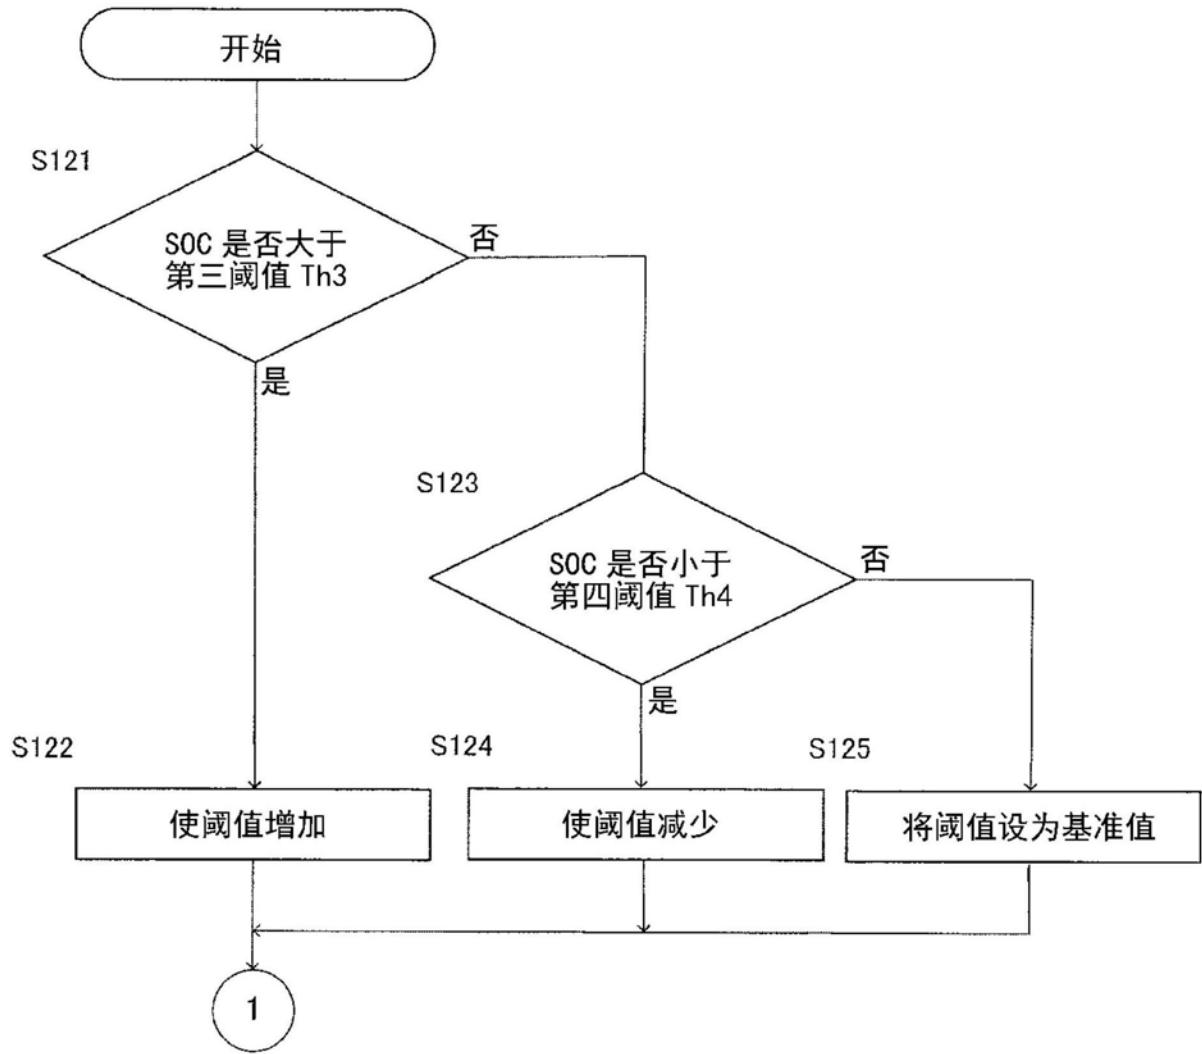 开始
S121
SOC 是否大于
第三阈值 Th3
否
是
S123
SOC 是否小于
第四阈值 Th4
否
是
S122
S124
S125
使阈值增加
使阈值减少
将阈值设为基准值
1